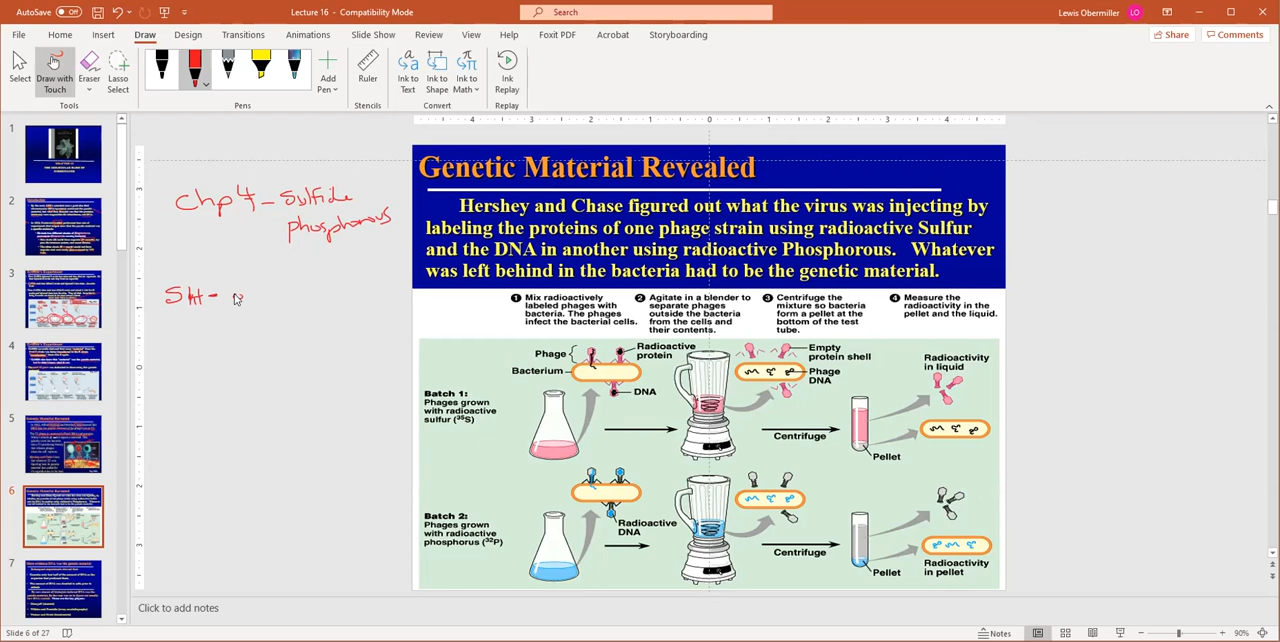 AutoSave Off
Lecture 16 - Compatibility Mode
Search
Lewis Obermiller LO
File Home Insert Draw Design Transitions Animations Slide Show Review View Help Foxit PDF Acrobat Storyboarding
Share Comments
Select
Draw with Touch
Eraser
Lasso Select
Add Pen
Ruler
Ink to Text
Ink to Shape
Ink to Math
Ink Replay
Tools Pens Stencils Convert Replay
1
2
3
4
5
6
7
Chp 4 - Sulfide
phosphorous
SH -
Genetic Material Revealed
Hershey and Chase figured out what the virus was injecting by
labeling the proteins of one phage strain using radioactive Sulfur
and the DNA in another using radioactive Phosphorous. Whatever
was left behind in the bacteria had to be the genetic material.
1 Mix radioactively
labeled phages with
bacteria. The phages
infect the bacterial cells.
2 Agitate in a blender to
separate phages
outside the bacteria
from the cells and
their contents.
3 Centrifuge the
mixture so bacteria
form a pellet at the
bottom of the test
tube.
4 Measure the
radioactivity in the
pellet and the liquid.
Phage
Radioactive
protein
Bacterium
DNA
Empty
protein shell
Phage
DNA
Radioactivity
in liquid
Batch 1:
Phages grown
with radioactive
sulfur (35S)
Centrifuge
Pellet
Batch 2:
Phages grown
with radioactive
phosphorus (32P)
Radioactive
DNA
Centrifuge
Pellet
Radioactivity
in pellet
Click to add notes
Slide 6 of 27
Notes
90%